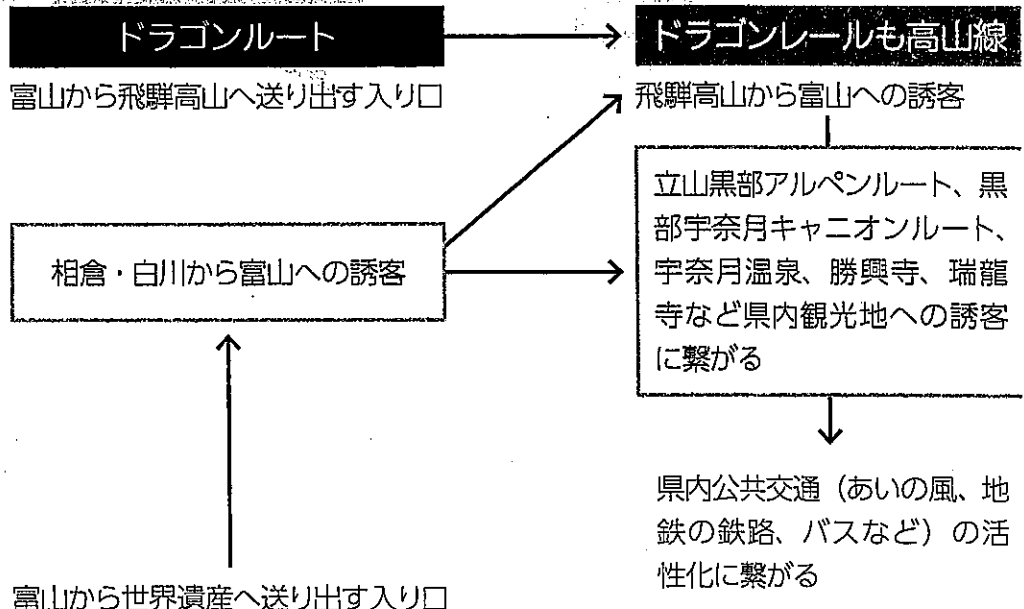 ドラゴンルート
富山から飛騨高山へ送り出す入り口
相倉・白川から富山への誘客
富山から世界遺産へ送り出す入り口
ドラゴンレールも高山線
飛騨高山から富山への誘客
立山黒部アルペンルート、黒
部宇奈月キャニオンルート、
宇奈月温泉、勝興寺、瑞龍
寺など県内観光地への誘客
に繋がる
県内公共交通（あいの風、地
鉄の鉄路、バスなど）の活
性化に繋がる